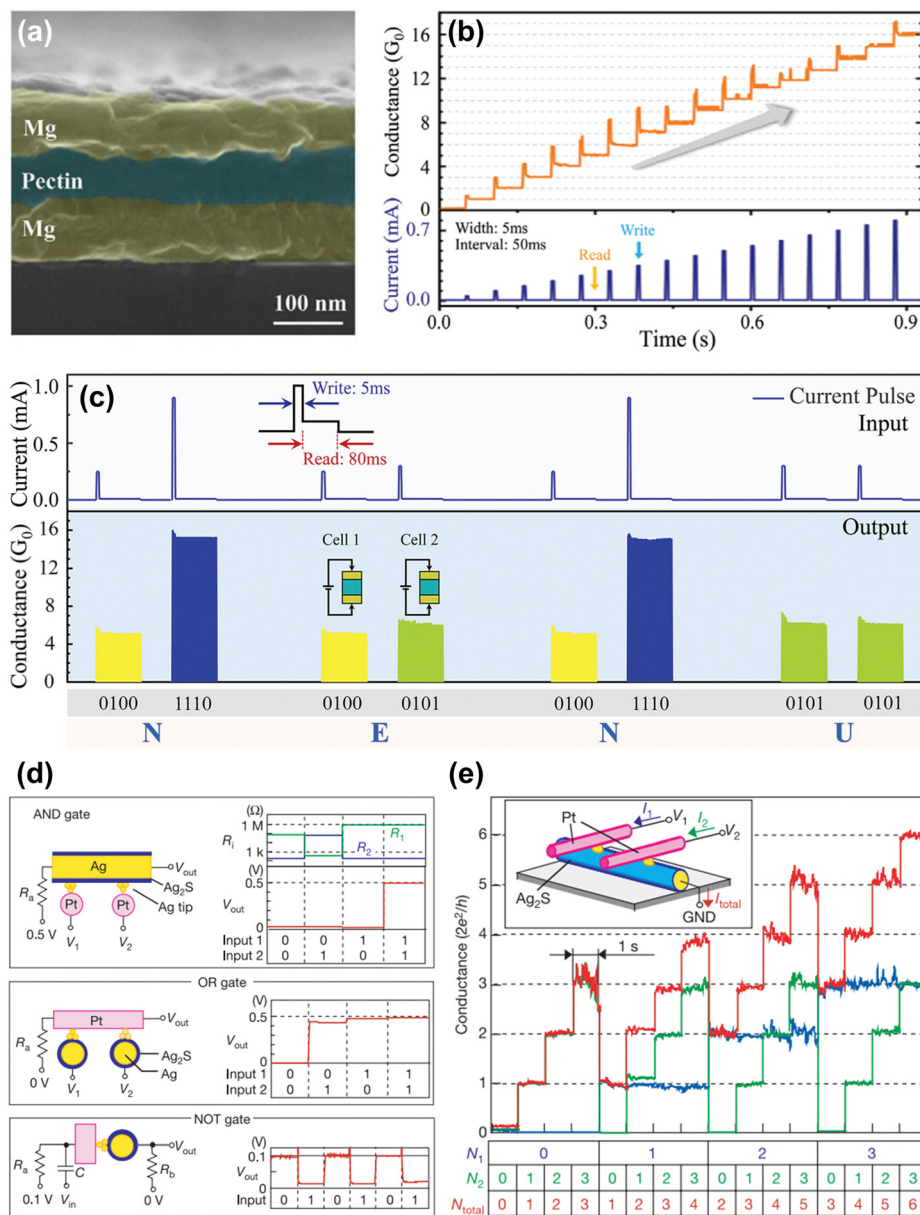 (a)
Mg
Pectin
Mg
100 nm
(b)
Conductance (G₀)
16
12
8
4
0
Current (mA)
0.7
0.0
Width: 5ms
Interval: 50ms
Read
Write
0.0 0.3 0.6 0.9
Time (s)
(c)
Current (mA)
1.0
0.5
0.0
Write: 5ms
Read: 80ms
Current Pulse
Input
Conductance (G₀)
16
12
8
4
0
Output
Cell 1
Cell 2
0100 1110 0100 0101 0100 1110 0101 0101
N E N U
(d)
AND gate
Ag
Vout
Ag₂S
Ag tip
Ra
Pt
Pt
0.5 V
V₁
V₂
(Ω)
1 M
Ri
1 k
R₁
R₂
(V)
0.5
Vout
0
Input 1 0 0 1 1
Input 2 0 1 0 1
OR gate
Pt
Vout
Ra
Ag₂S
Ag
0 V
V₁
V₂
(V)
0.5
Vout
0
Input 1 0 0 1 1
Input 2 0 1 0 1
NOT gate
Ra
C
Vout
Rb
0.1 V
Vin
0 V
(V)
0.1
Vout
0
Input 0 1 0 1 0 1
(e)
Conductance (2e²/h)
6
5
4
3
2
1
0
Pt
I₁
V₁
I₂
V₂
Ag₂S
Itotal
GND
1 s
N₁ 0 1 2 3
N₂ 0 1 2 3 0 1 2 3 0 1 2 3 0 1 2 3
Ntotal 0 1 2 3 1 2 3 4 2 3 4 5 3 4 5 6